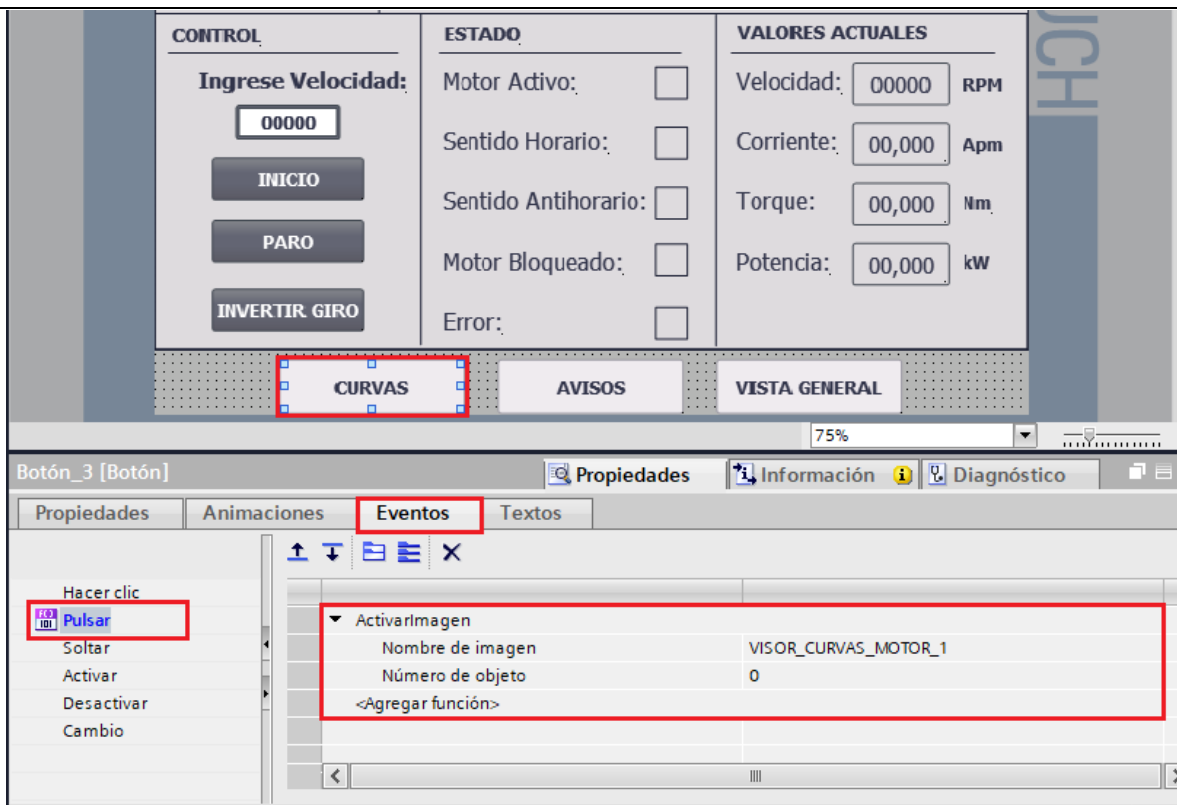 CONTROL
Ingrese Velocidad:
00000
INICIO
PARO
INVERTIR GIRO
ESTADO
Motor Activo:
Sentido Horario:
Sentido Antihorario:
Motor Bloqueado:
Error:
VALORES ACTUALES
Velocidad: 00000 RPM
Corriente: 00,000 Apm
Torque: 00,000 Nm
Potencia: 00,000 kW
UCH
CURVAS AVISOS VISTA GENERAL
75%
Botón_3 [Botón] Propiedades Información Diagnóstico
Propiedades Animaciones Eventos Textos
Hacer clic
Pulsar
Soltar
Activar
Desactivar
Cambio
ActivarImagen
Nombre de imagen VISOR_CURVAS_MOTOR_1
Número de objeto 0
<Agregar función>